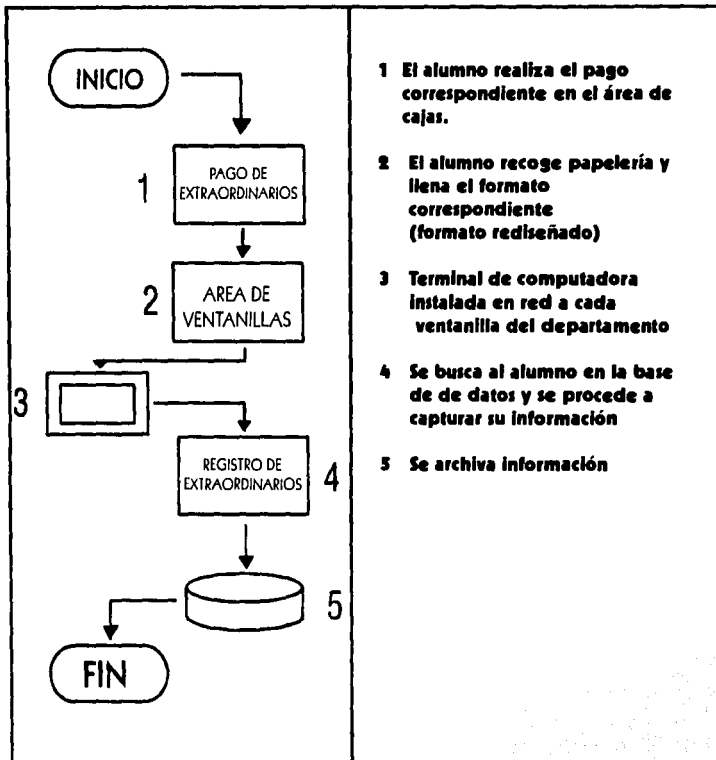 INICIO
1
PAGO DE
EXTRAORDINARIOS
2
AREA DE
VENTANILLAS
3
REGISTRO DE
EXTRAORDINARIOS
4
5
FIN
1 El alumno realiza el pago
correspondiente en el área de
cajas.
2 El alumno recoge papelería y
llena el formato
correspondiente
(formato rediseñado)
3 Terminal de computadora
instalada en red a cada
ventanilla del departamento
4 Se busca al alumno en la base
de de datos y se procede a
capturar su información
5 Se archiva información